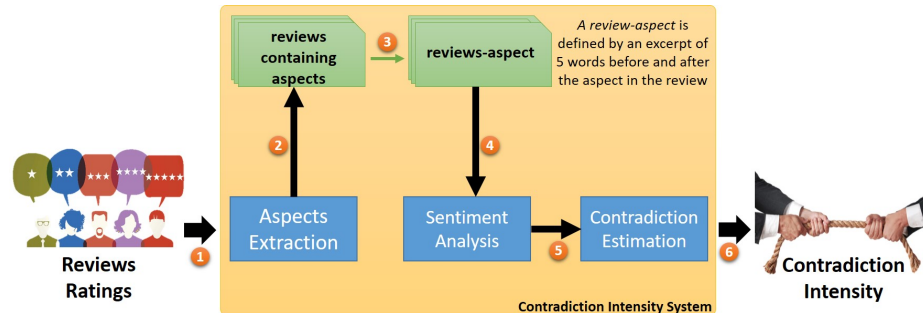 reviews
containing
aspects
3
reviews-aspect
A review-aspect is
defined by an excerpt of
5 words before and after
the aspect in the review
2
4
Aspects
Extraction
Sentiment
Analysis
Contradiction
Estimation
1
5
6
Reviews
Ratings
Contradiction
Intensity
Contradiction Intensity System